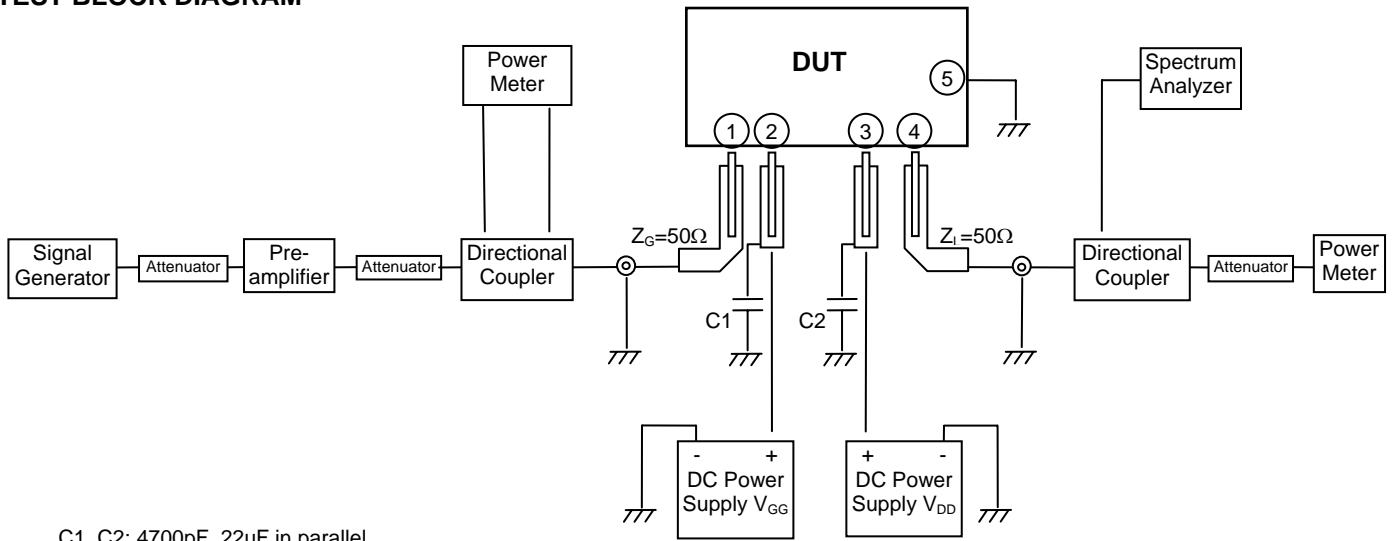 TEST BLOCK DIAGRAM
DUT
5
1 2 3 4
Power
Meter
Spectrum
Analyzer
Signal
Generator
Attenuator
Pre-
amplifier
Attenuator
Directional
Coupler
ZG=50Ω
ZL=50Ω
Directional
Coupler
Attenuator
Power
Meter
C1
C2
- +
DC Power
Supply VGG
+ -
DC Power
Supply VDD
C1, C2: 4700pF, 22uF in parallel